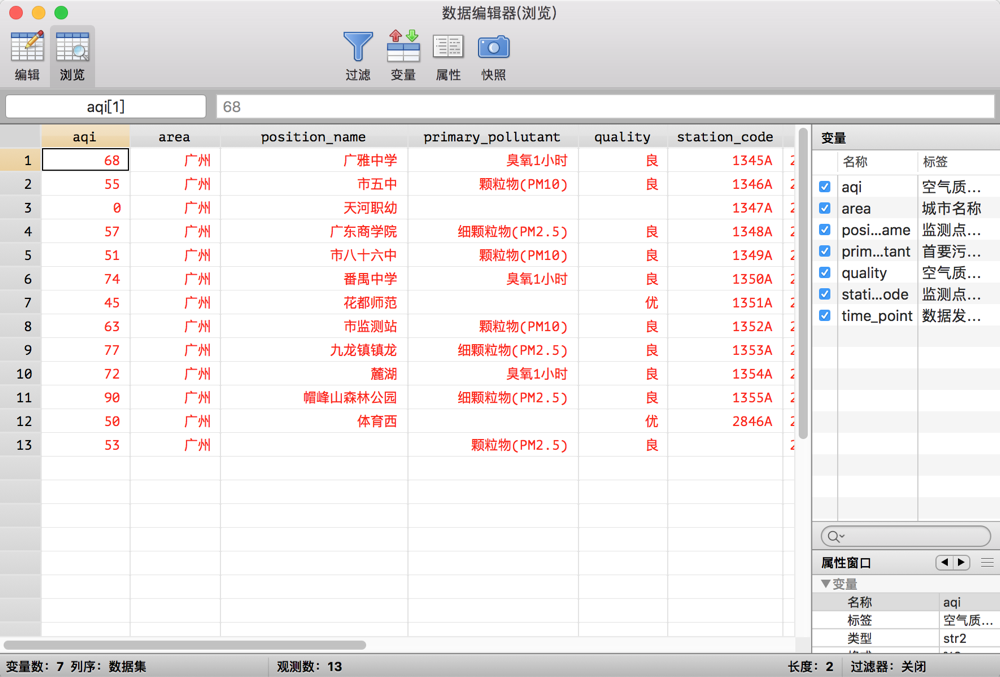 数据编辑器(浏览)
编辑 浏览 过滤 变量 属性 快照
aqi[1] 68
aqi area position_name primary_pollutant quality station_code
1 68 广州 广雅中学 臭氧1小时 良 1345A 2
2 55 广州 市五中 颗粒物(PM10) 良 1346A 2
3 0 广州 天河职幼 1347A 2
4 57 广州 广东商学院 细颗粒物(PM2.5) 良 1348A 2
5 51 广州 市八十六中 颗粒物(PM10) 良 1349A 2
6 74 广州 番禺中学 臭氧1小时 良 1350A 2
7 45 广州 花都师范 优 1351A 2
8 63 广州 市监测站 颗粒物(PM10) 良 1352A 2
9 77 广州 九龙镇镇龙 细颗粒物(PM2.5) 良 1353A 2
10 72 广州 麓湖 臭氧1小时 良 1354A 2
11 90 广州 帽峰山森林公园 细颗粒物(PM2.5) 良 1355A 2
12 50 广州 体育西 优 2846A 2
13 53 广州 颗粒物(PM2.5) 良 2
变量
名称 标签
aqi 空气质…
area 城市名称
posi…ame 监测点…
prim…tant 首要污…
quality 空气质…
stati…ode 监测点…
time_point 数据发…
属性窗口
变量
名称 aqi
标签 空气质…
类型 str2
变量数: 7 列序: 数据集 观测数: 13 长度: 2 过滤器: 关闭